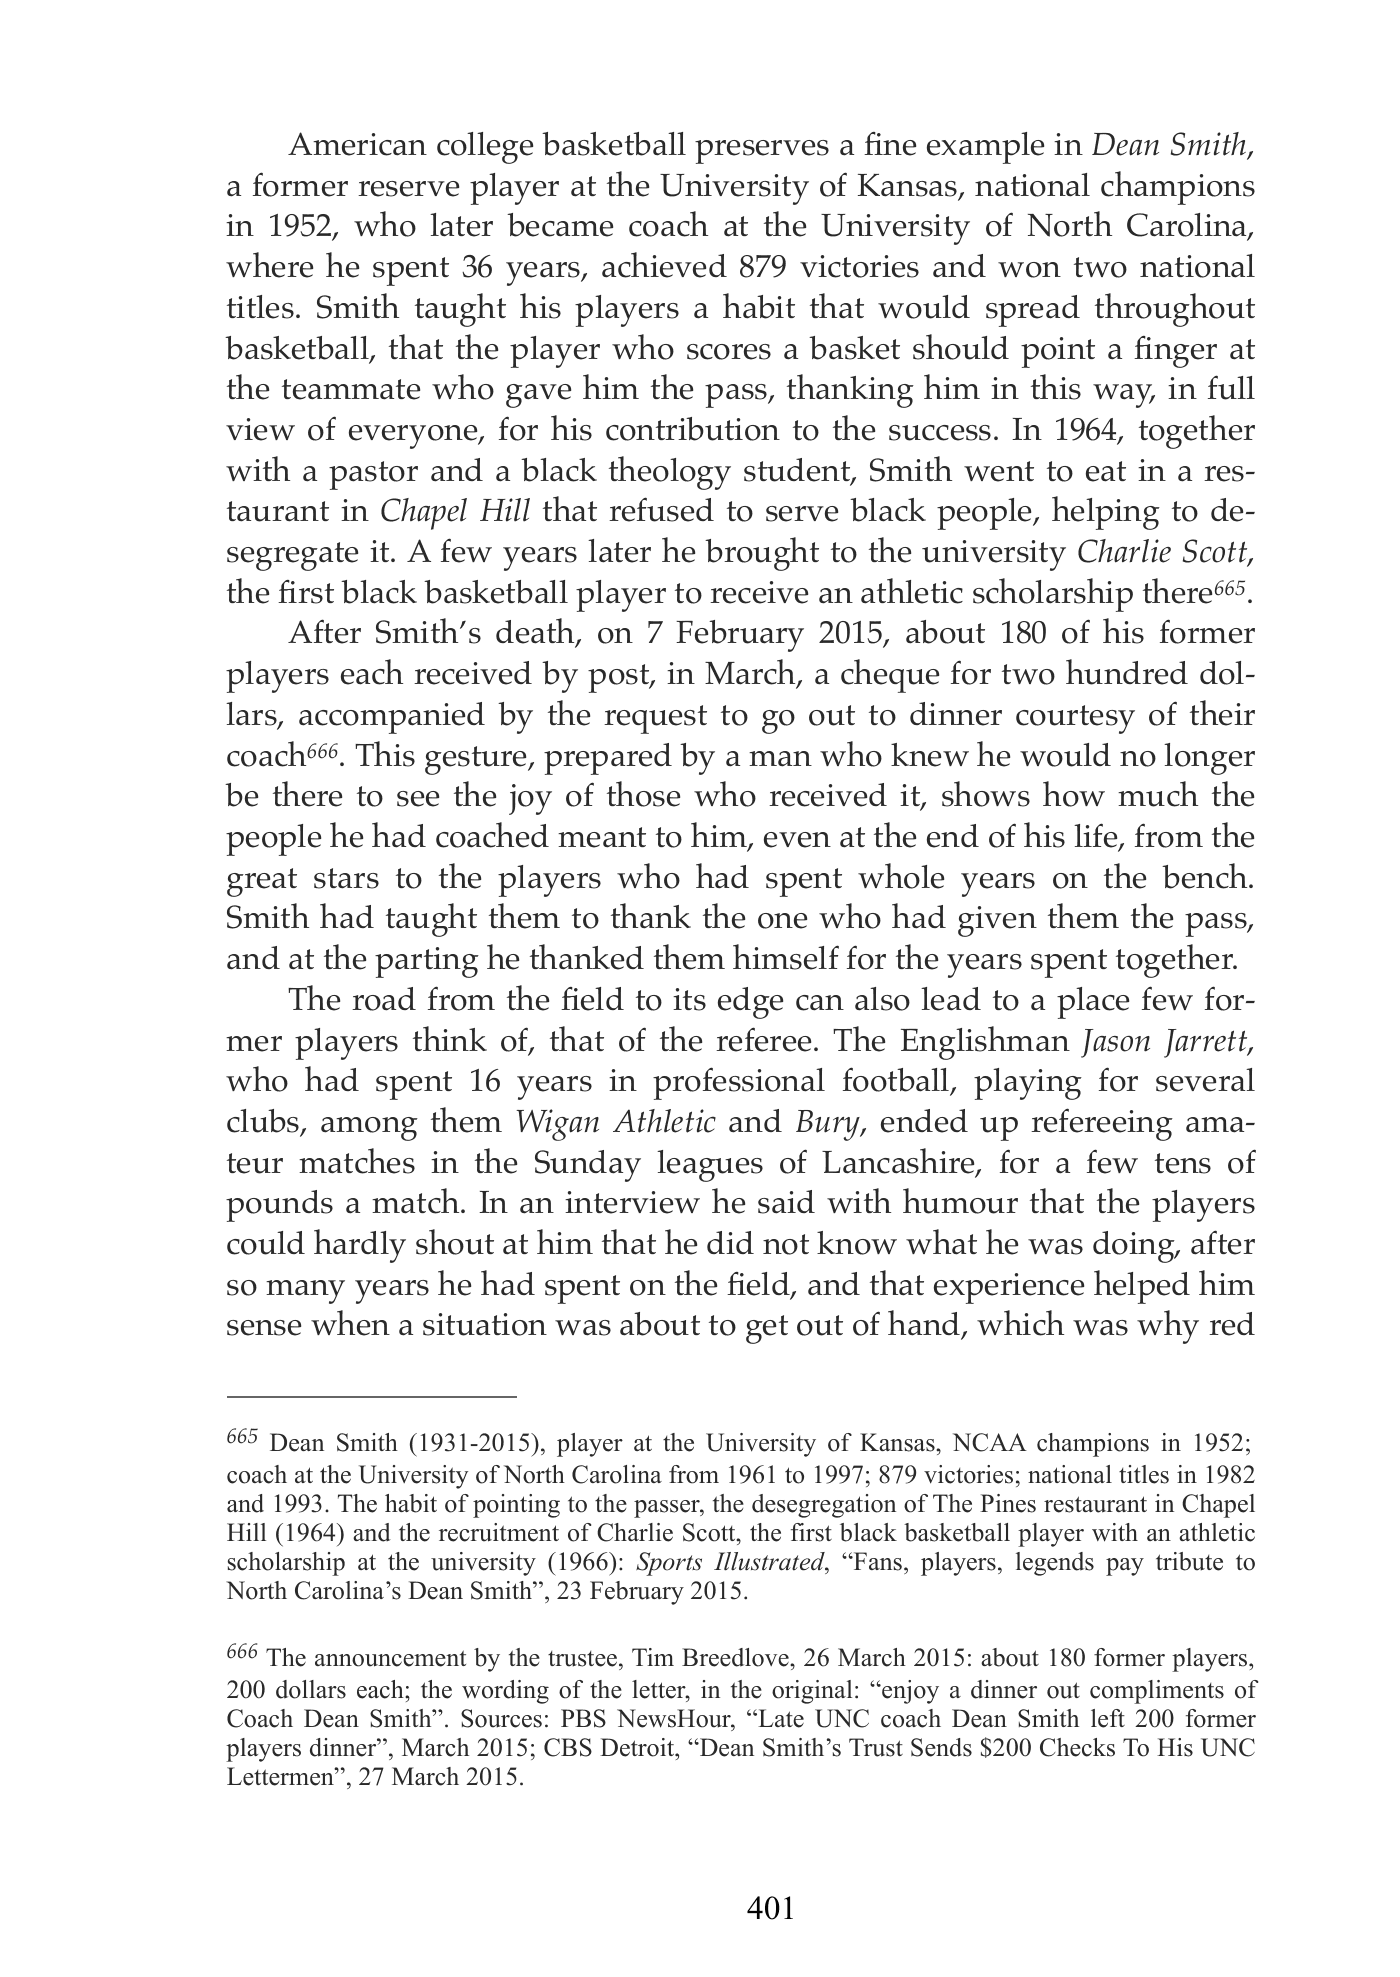 American college basketball preserves a fine example in Dean Smith,
a former reserve player at the University of Kansas, national champions
in 1952, who later became coach at the University of North Carolina,
where he spent 36 years, achieved 879 victories and won two national
titles. Smith taught his players a habit that would spread throughout
basketball, that the player who scores a basket should point a finger at
the teammate who gave him the pass, thanking him in this way, in full
view of everyone, for his contribution to the success. In 1964, together
with a pastor and a black theology student, Smith went to eat in a res-
taurant in Chapel Hill that refused to serve black people, helping to de-
segregate it. A few years later he brought to the university Charlie Scott,
the first black basketball player to receive an athletic scholarship there665.
After Smith’s death, on 7 February 2015, about 180 of his former
players each received by post, in March, a cheque for two hundred dol-
lars, accompanied by the request to go out to dinner courtesy of their
coach666. This gesture, prepared by a man who knew he would no longer
be there to see the joy of those who received it, shows how much the
people he had coached meant to him, even at the end of his life, from the
great stars to the players who had spent whole years on the bench.
Smith had taught them to thank the one who had given them the pass,
and at the parting he thanked them himself for the years spent together.
The road from the field to its edge can also lead to a place few for-
mer players think of, that of the referee. The Englishman Jason Jarrett,
who had spent 16 years in professional football, playing for several
clubs, among them Wigan Athletic and Bury, ended up refereeing ama-
teur matches in the Sunday leagues of Lancashire, for a few tens of
pounds a match. In an interview he said with humour that the players
could hardly shout at him that he did not know what he was doing, after
so many years he had spent on the field, and that experience helped him
sense when a situation was about to get out of hand, which was why red
665 Dean Smith (1931-2015), player at the University of Kansas, NCAA champions in 1952;
coach at the University of North Carolina from 1961 to 1997; 879 victories; national titles in 1982
and 1993. The habit of pointing to the passer, the desegregation of The Pines restaurant in Chapel
Hill (1964) and the recruitment of Charlie Scott, the first black basketball player with an athletic
scholarship at the university (1966): Sports Illustrated, “Fans, players, legends pay tribute to
North Carolina’s Dean Smith”, 23 February 2015.
666 The announcement by the trustee, Tim Breedlove, 26 March 2015: about 180 former players,
200 dollars each; the wording of the letter, in the original: “enjoy a dinner out compliments of
Coach Dean Smith”. Sources: PBS NewsHour, “Late UNC coach Dean Smith left 200 former
players dinner”, March 2015; CBS Detroit, “Dean Smith’s Trust Sends $200 Checks To His UNC
Lettermen”, 27 March 2015.
401